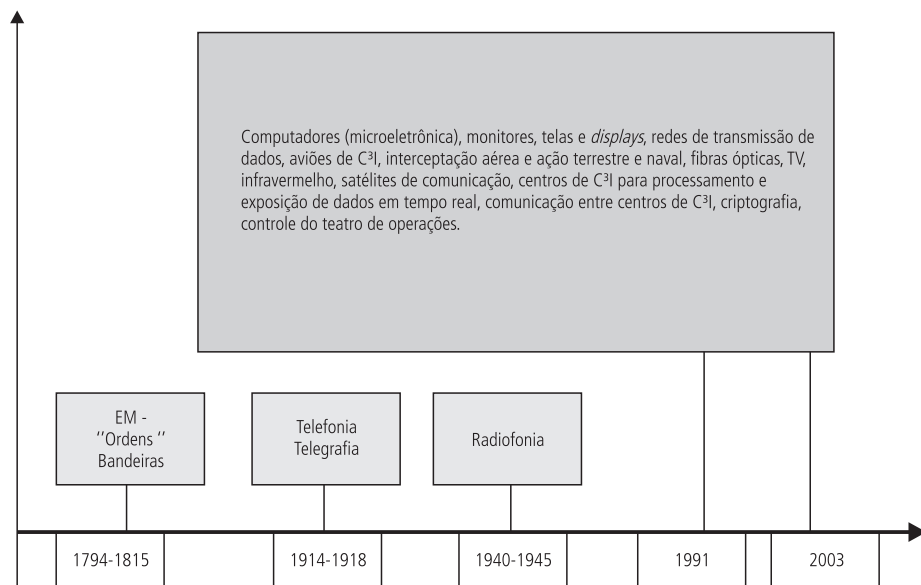 Computadores (microeletrônica), monitores, telas e displays, redes de transmissão de
dados, aviões de C³I, interceptação aérea e ação terrestre e naval, fibras ópticas, TV,
infravermelho, satélites de comunicação, centros de C³I para processamento e
exposição de dados em tempo real, comunicação entre centros de C³I, criptografia,
controle do teatro de operações.
EM -
''Ordens ''
Bandeiras
Telefonia
Telegrafia
Radiofonia
1794-1815
1914-1918
1940-1945
1991
2003